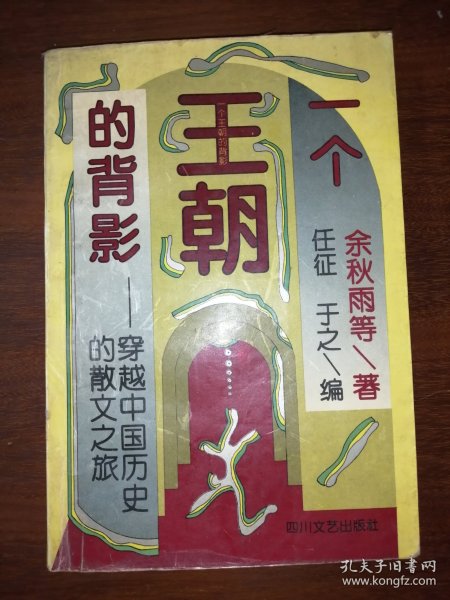 一个
王朝
一个王朝的背影
的背影
——穿越中国历史
的散文之旅
余秋雨等\著
任征 于之\编
四川文艺出版社
孔夫子旧书网
www.kongfz.com